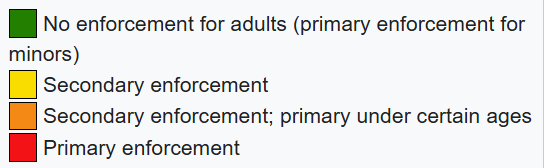 No enforcement for adults (primary enforcement for
minors)
Secondary enforcement
Secondary enforcement; primary under certain ages
Primary enforcement